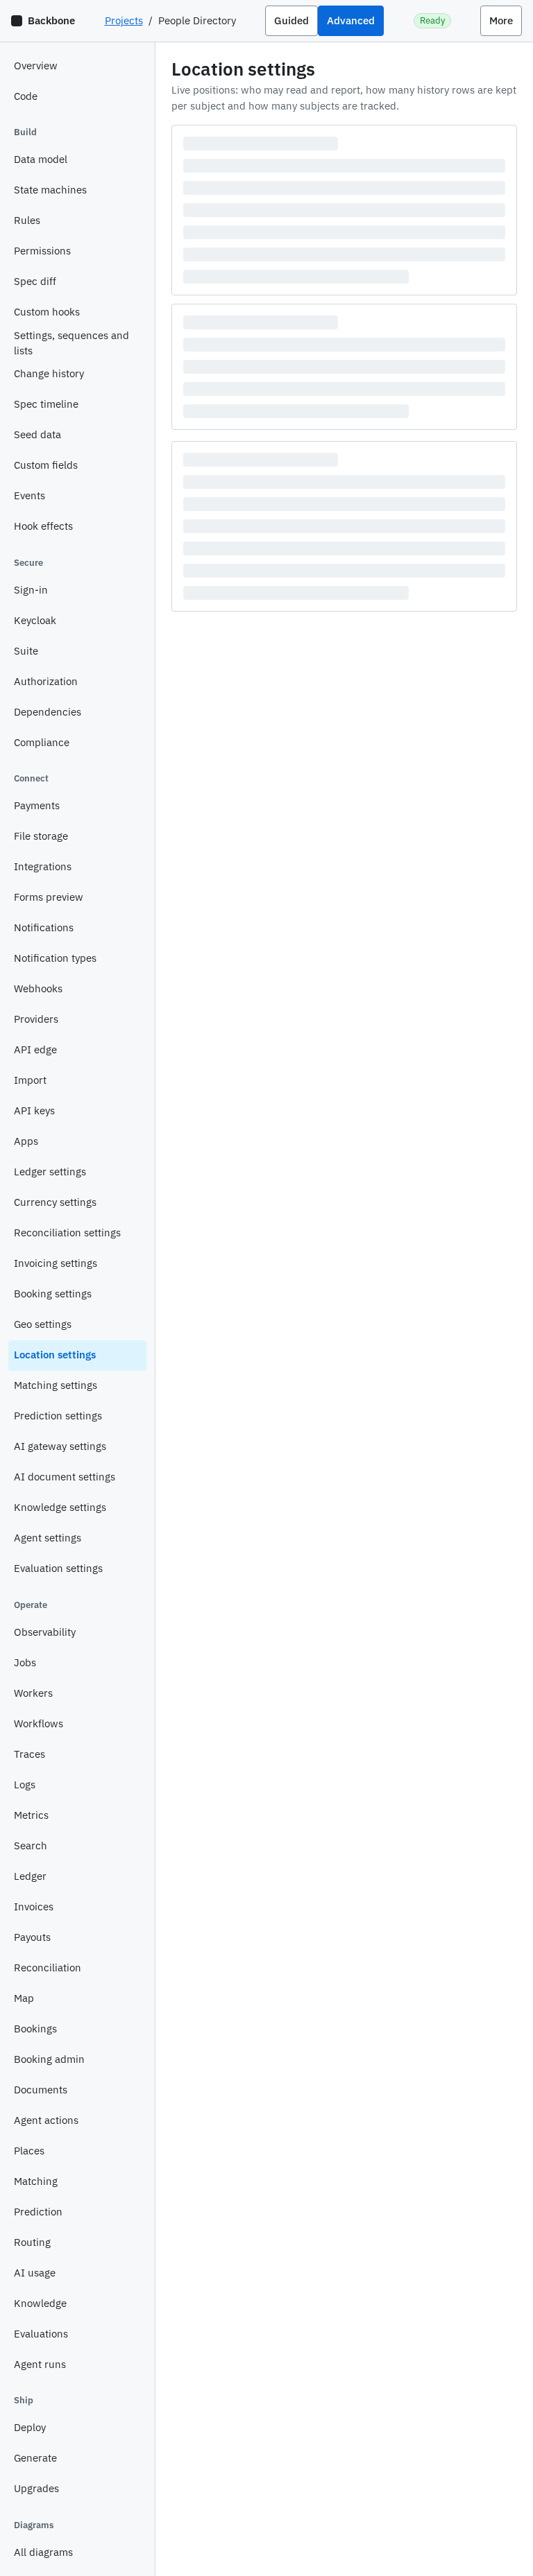 Backbone
Projects / People Directory
Guided
Advanced
Ready
More
Overview
Code
Build
Data model
State machines
Rules
Permissions
Spec diff
Custom hooks
Settings, sequences and
lists
Change history
Spec timeline
Seed data
Custom fields
Events
Hook effects
Secure
Sign-in
Keycloak
Suite
Authorization
Dependencies
Compliance
Connect
Payments
File storage
Integrations
Forms preview
Notifications
Notification types
Webhooks
Providers
API edge
Import
API keys
Apps
Ledger settings
Currency settings
Reconciliation settings
Invoicing settings
Booking settings
Geo settings
Location settings
Matching settings
Prediction settings
AI gateway settings
AI document settings
Knowledge settings
Agent settings
Evaluation settings
Operate
Observability
Jobs
Workers
Workflows
Traces
Logs
Metrics
Search
Ledger
Invoices
Payouts
Reconciliation
Map
Bookings
Booking admin
Documents
Agent actions
Places
Matching
Prediction
Routing
AI usage
Knowledge
Evaluations
Agent runs
Ship
Deploy
Generate
Upgrades
Diagrams
All diagrams
Location settings
Live positions: who may read and report, how many history rows are kept
per subject and how many subjects are tracked.